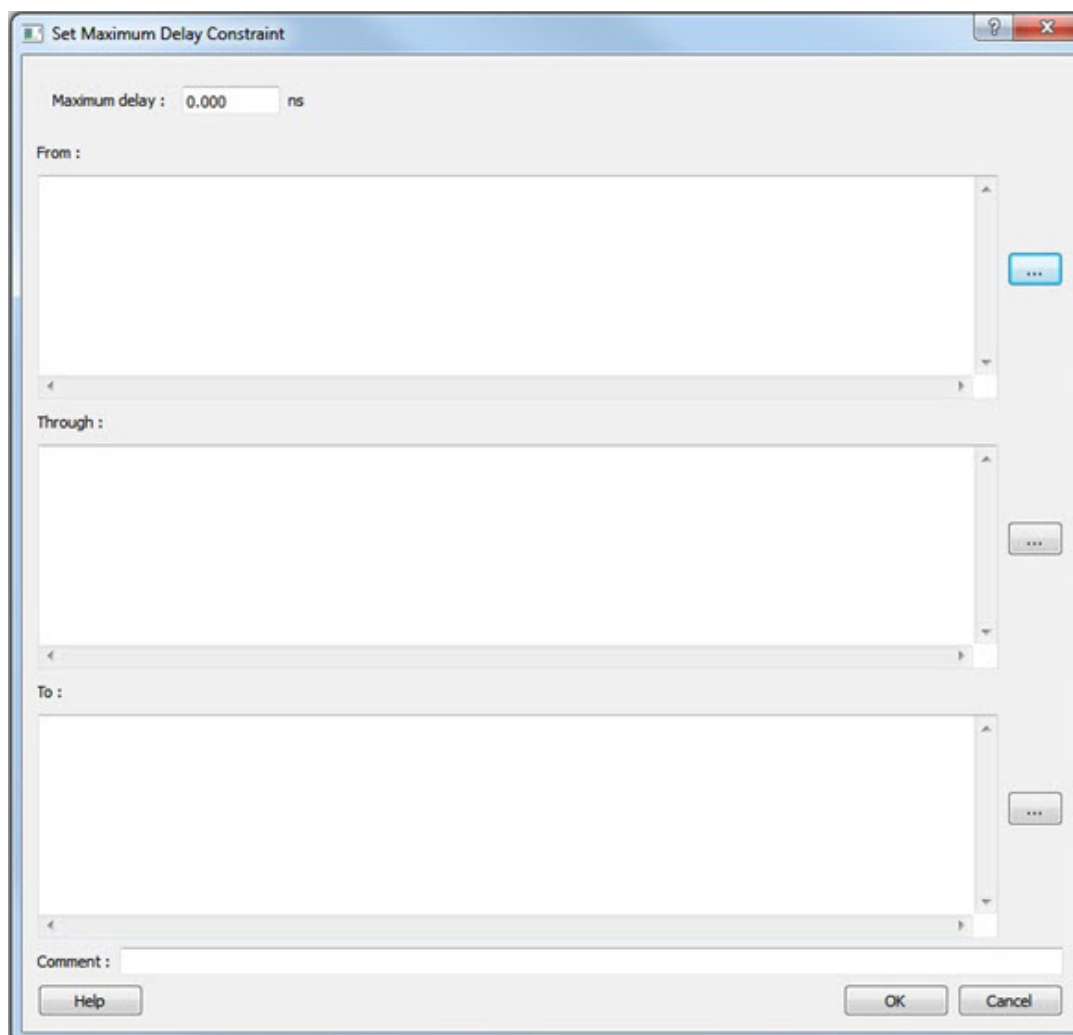 Set Maximum Delay Constraint
Maximum delay : 0.000 ns
From :
...
Through :
...
To :
...
Comment :
Help OK Cancel